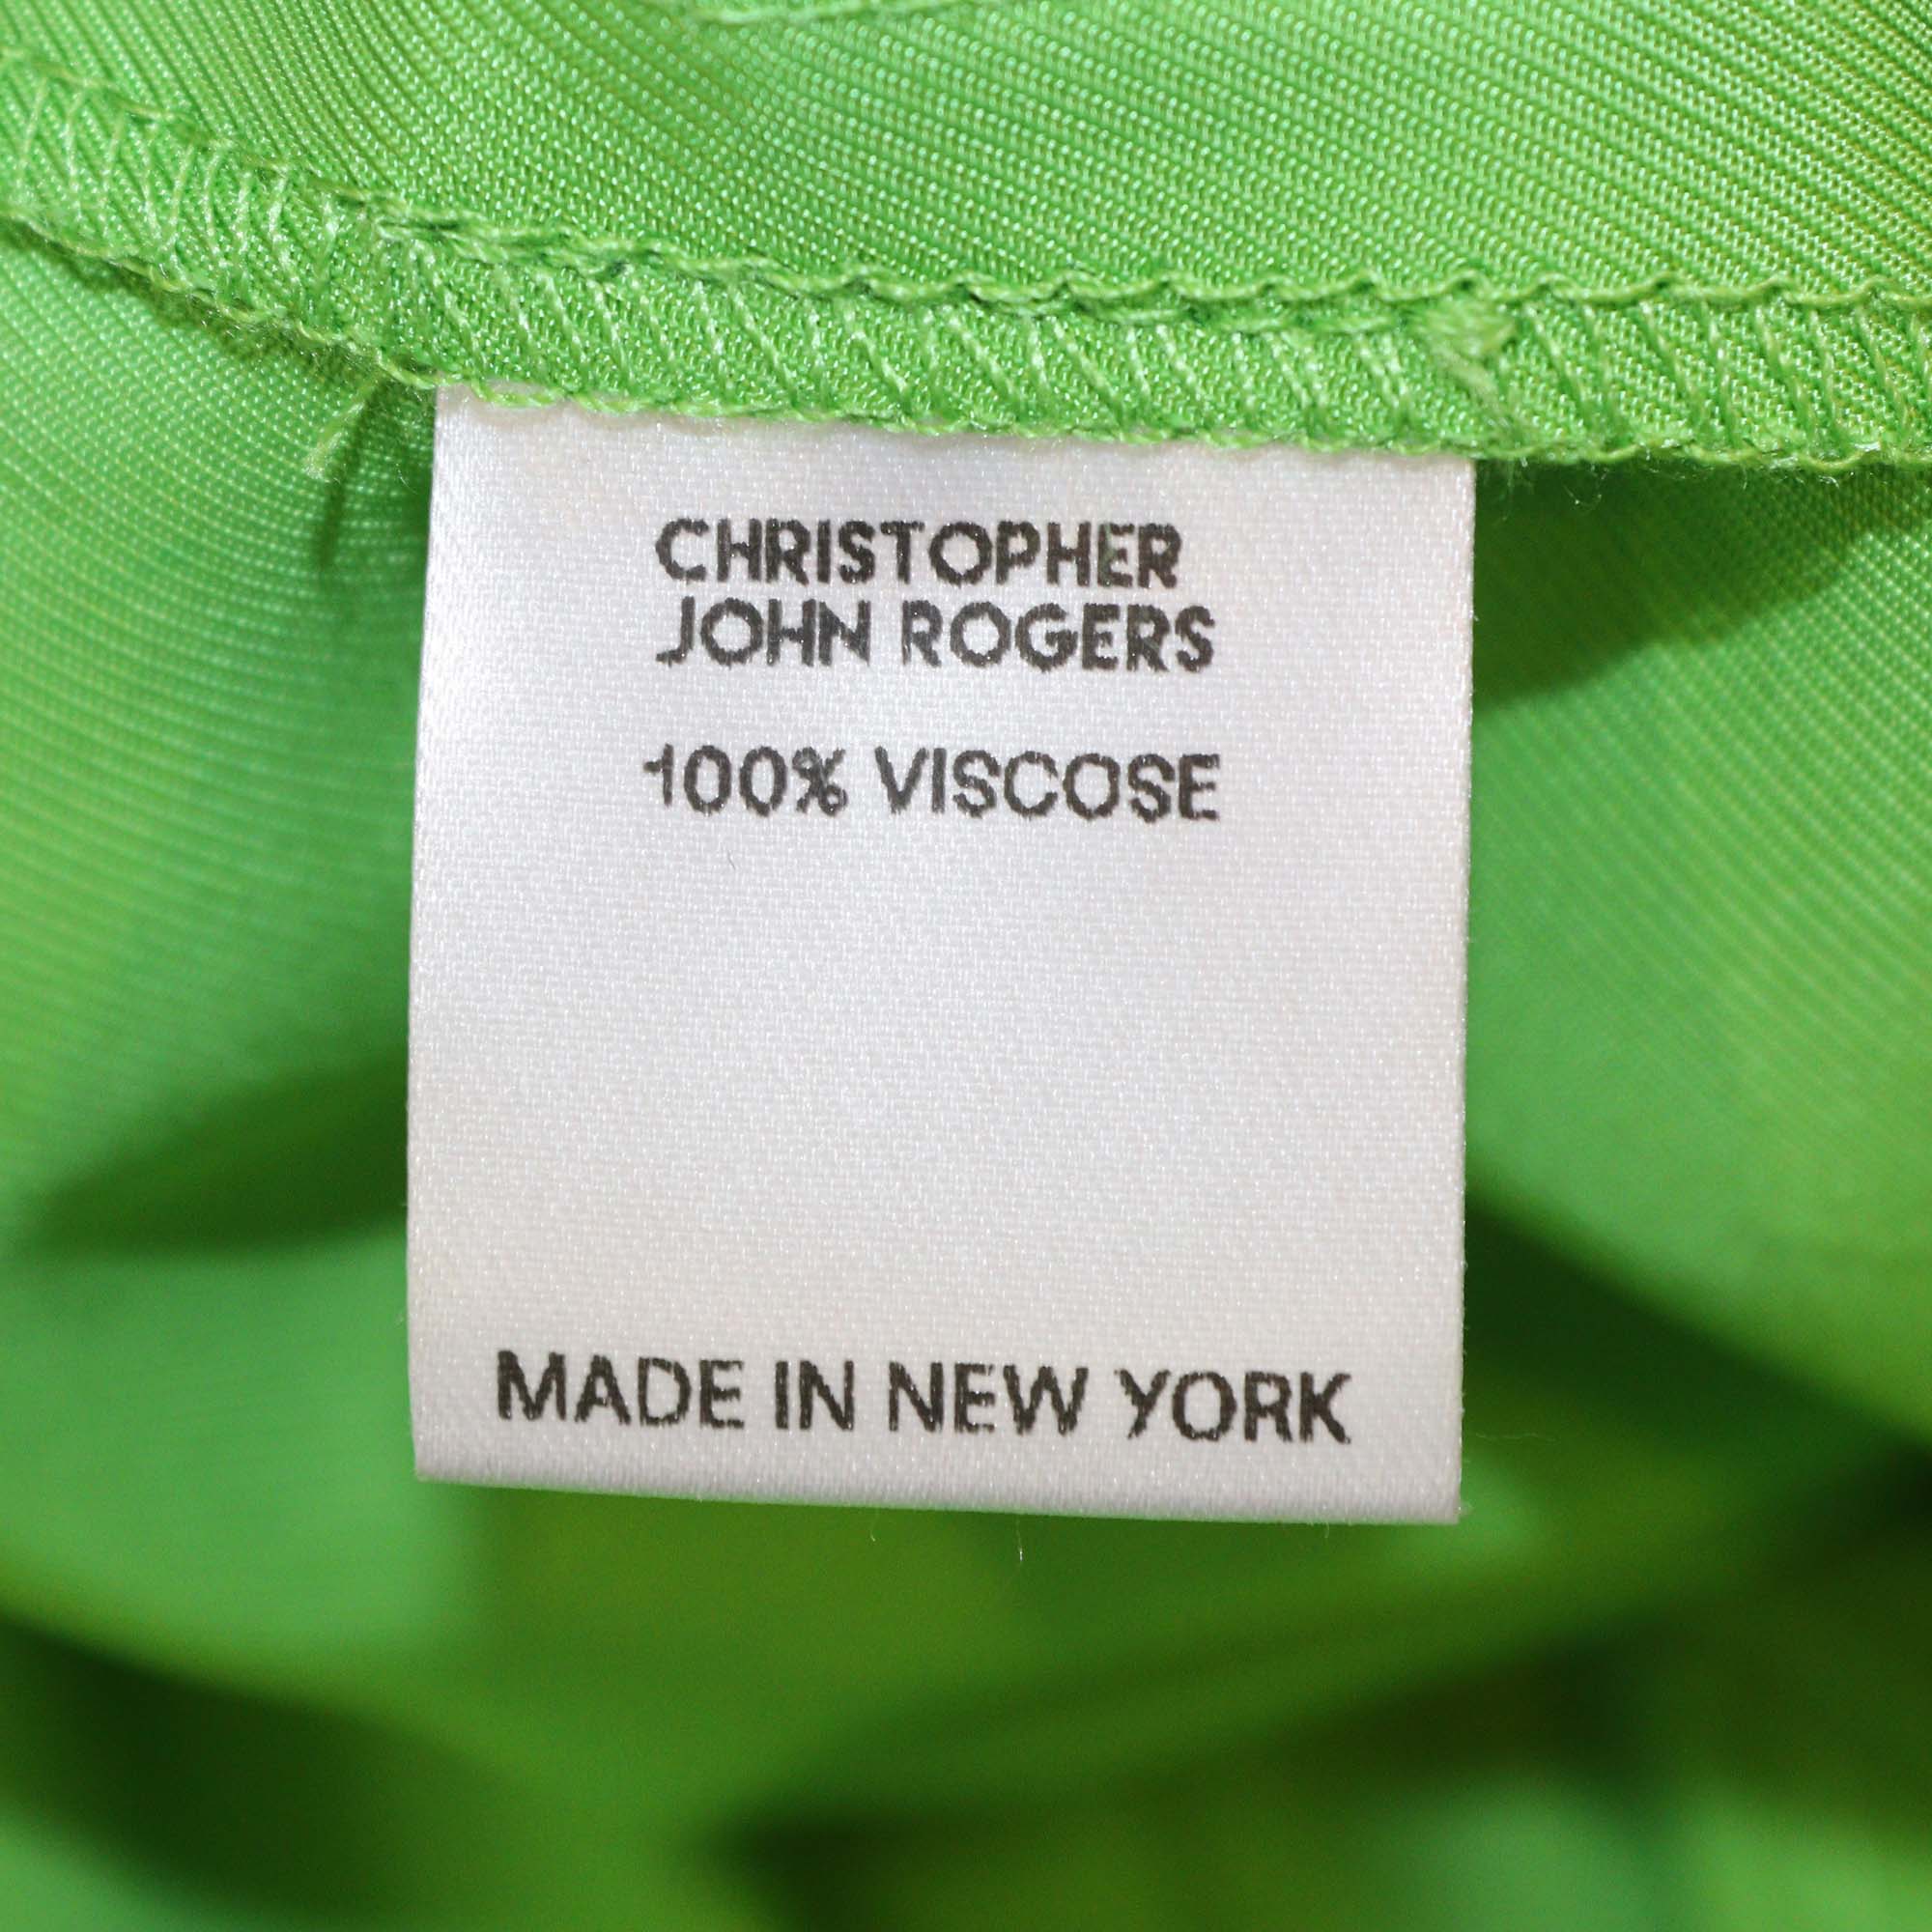 CHRISTOPHER
JOHN ROGERS
100% VISCOSE
MADE IN NEW YORK